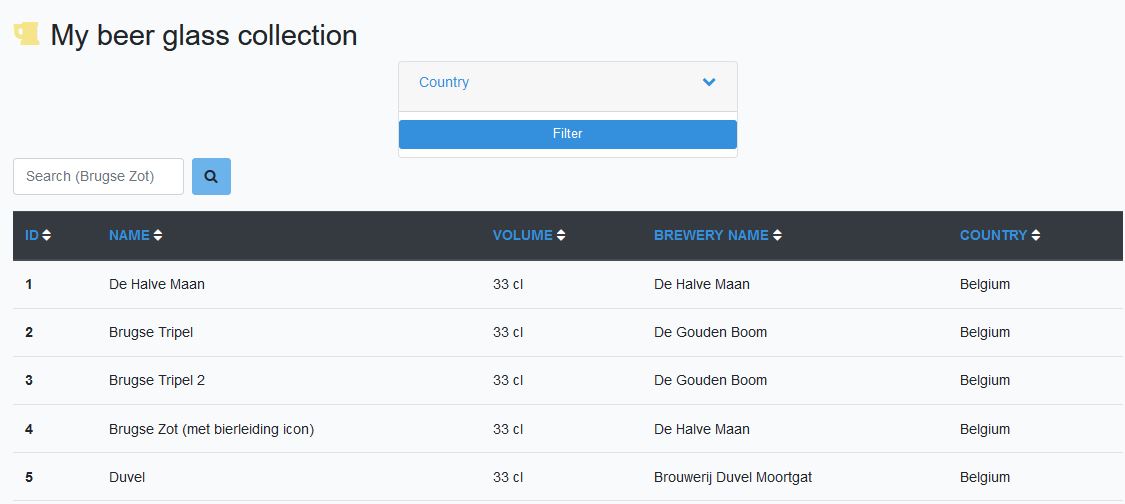 My beer glass collection
Country
Filter
Search (Brugse Zot)
ID NAME VOLUME BREWERY NAME COUNTRY
1 De Halve Maan 33 cl De Halve Maan Belgium
2 Brugse Tripel 33 cl De Gouden Boom Belgium
3 Brugse Tripel 2 33 cl De Gouden Boom Belgium
4 Brugse Zot (met bierleiding icon) 33 cl De Halve Maan Belgium
5 Duvel 33 cl Brouwerij Duvel Moortgat Belgium